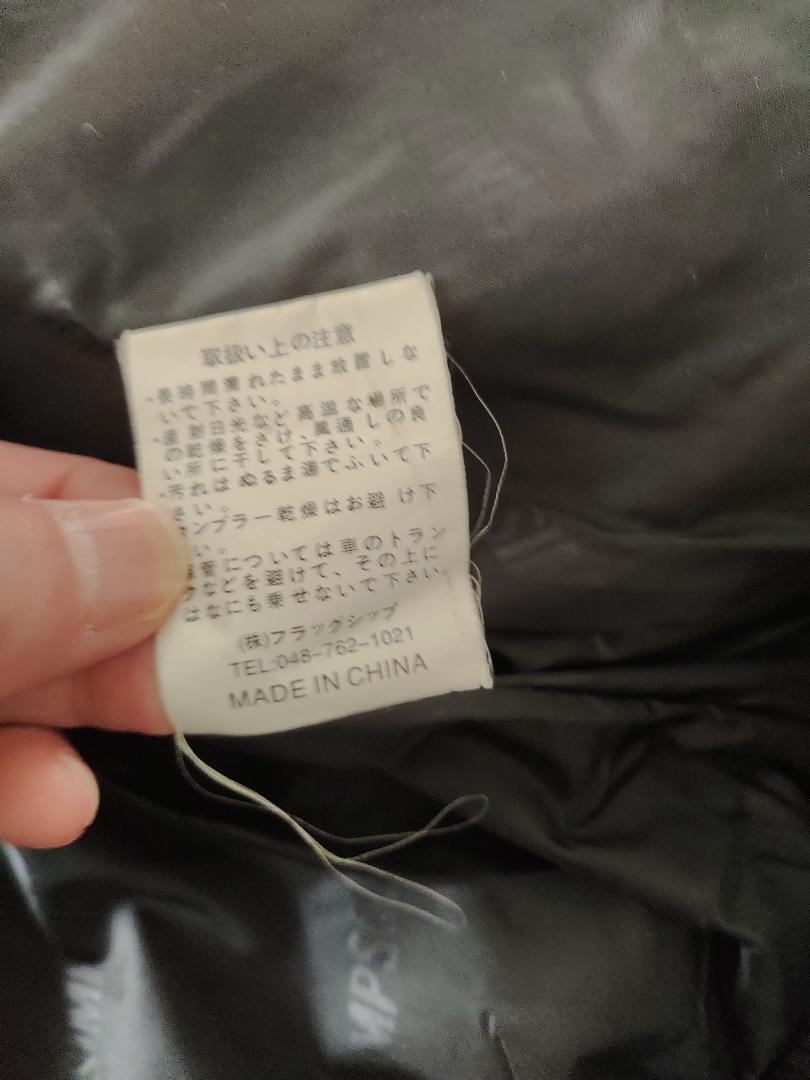 取扱い上の注意
・長時間濡れたまま放置しな
いで下さい。
・直射日光など高温な場所で
の乾燥をさけ、風通しの良
い所に干して下さい。
・汚れはぬるま湯でふいて下
さい。
ンブラー乾燥はお避け下
い。
管については車のトラン
クなどを避けて、その上に
はなにも乗せないで下さい。
(株)フラッグシップ
TEL:048-762-1021
MADE IN CHINA
MPS